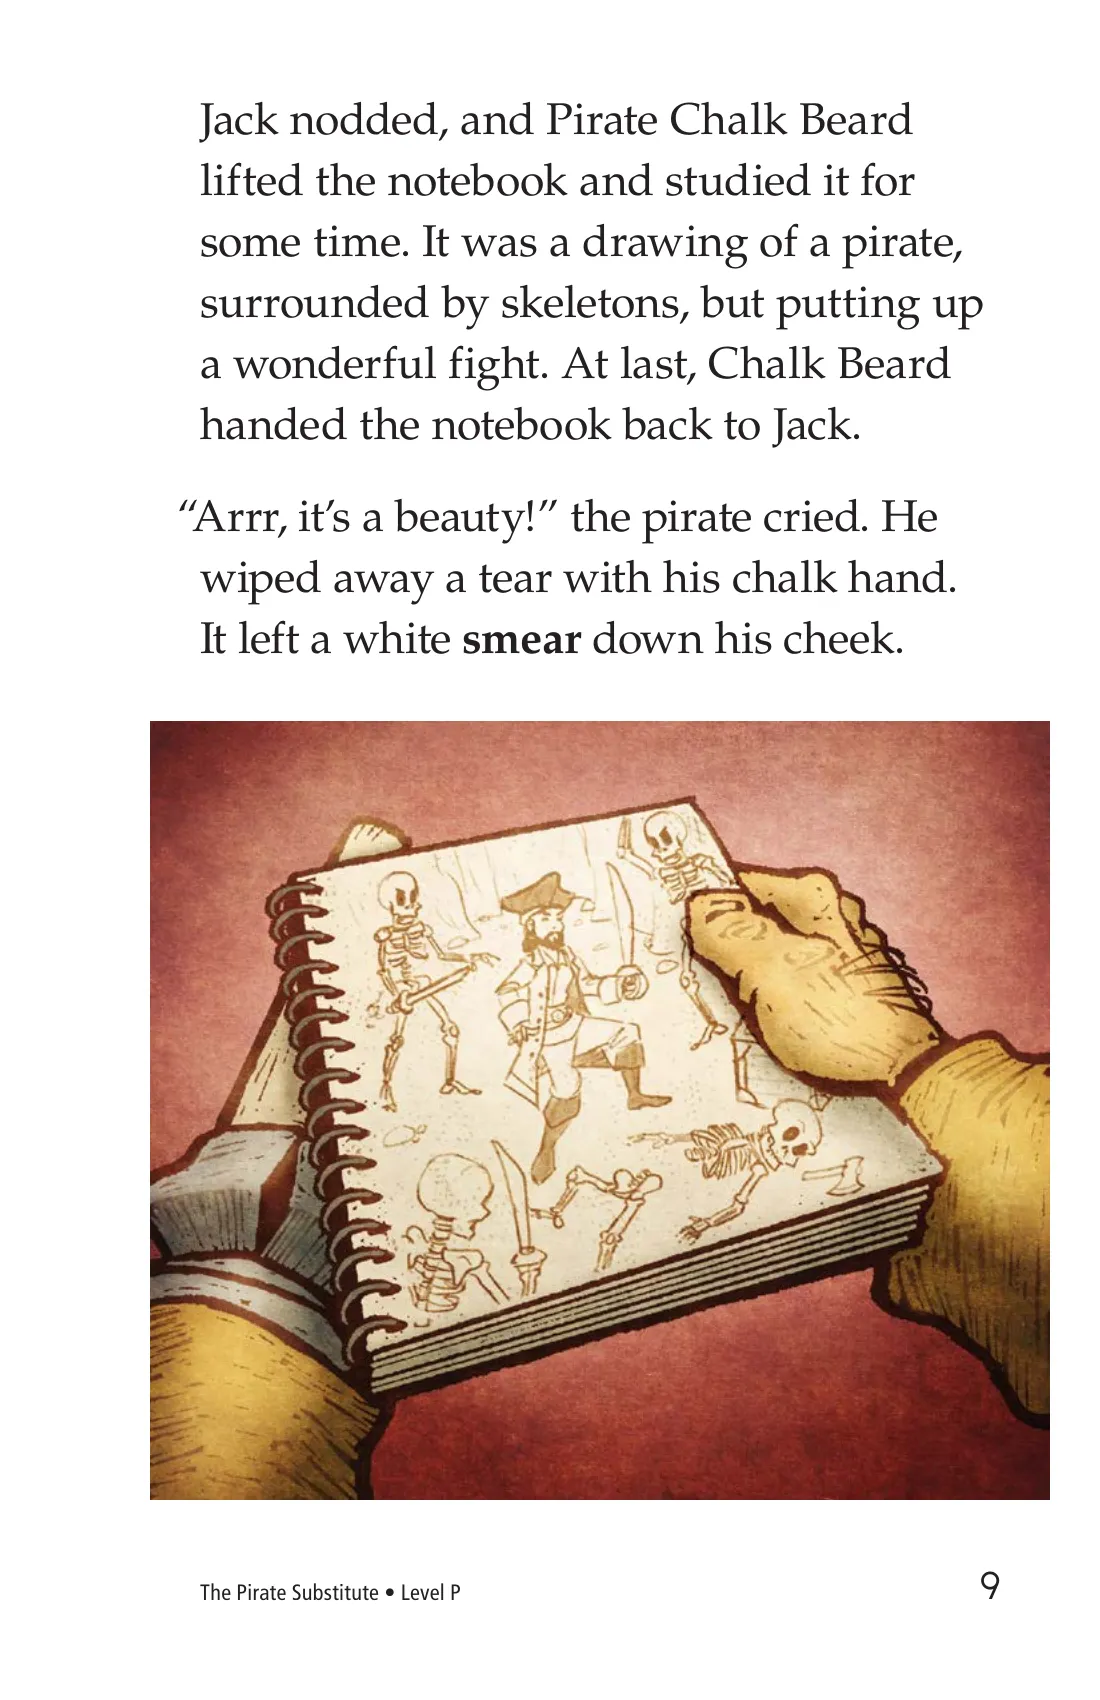 Jack nodded, and Pirate Chalk Beard
lifted the notebook and studied it for
some time. It was a drawing of a pirate,
surrounded by skeletons, but putting up
a wonderful fight. At last, Chalk Beard
handed the notebook back to Jack.
“Arrr, it’s a beauty!” the pirate cried. He
wiped away a tear with his chalk hand.
It left a white smear down his cheek.
The Pirate Substitute • Level P
9